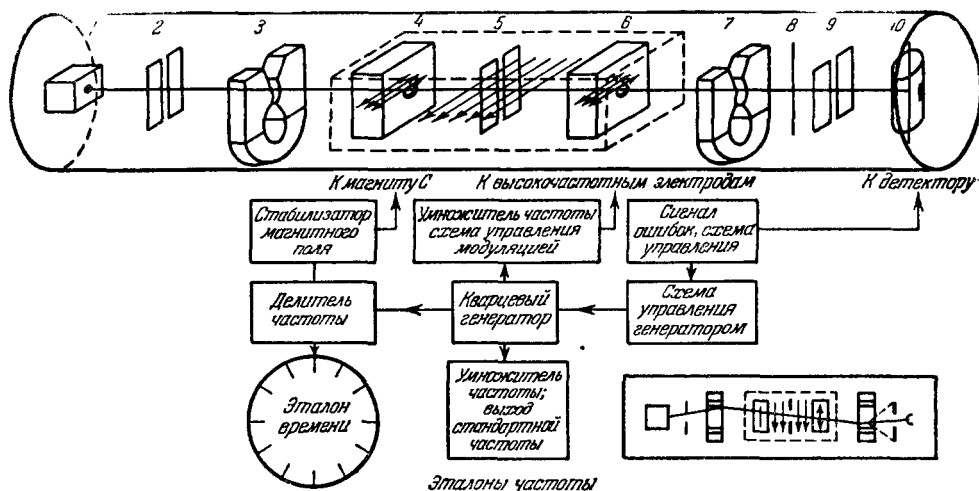 2
3
4
5
6
7
8
9
10
К магниту С
К высокочастотным электродам
К детектору
Стабилизатор
магнитного
поля
Умножитель частоты
схема управления
модуляцией
Сигнал
ошибок, схема
управления
Делитель
частоты
Кварцевый
генератор
Схема
управления
генератором
Эталон
времени
Умножитель
частоты;
выход
стандартной
частоты
Эталоны частоты